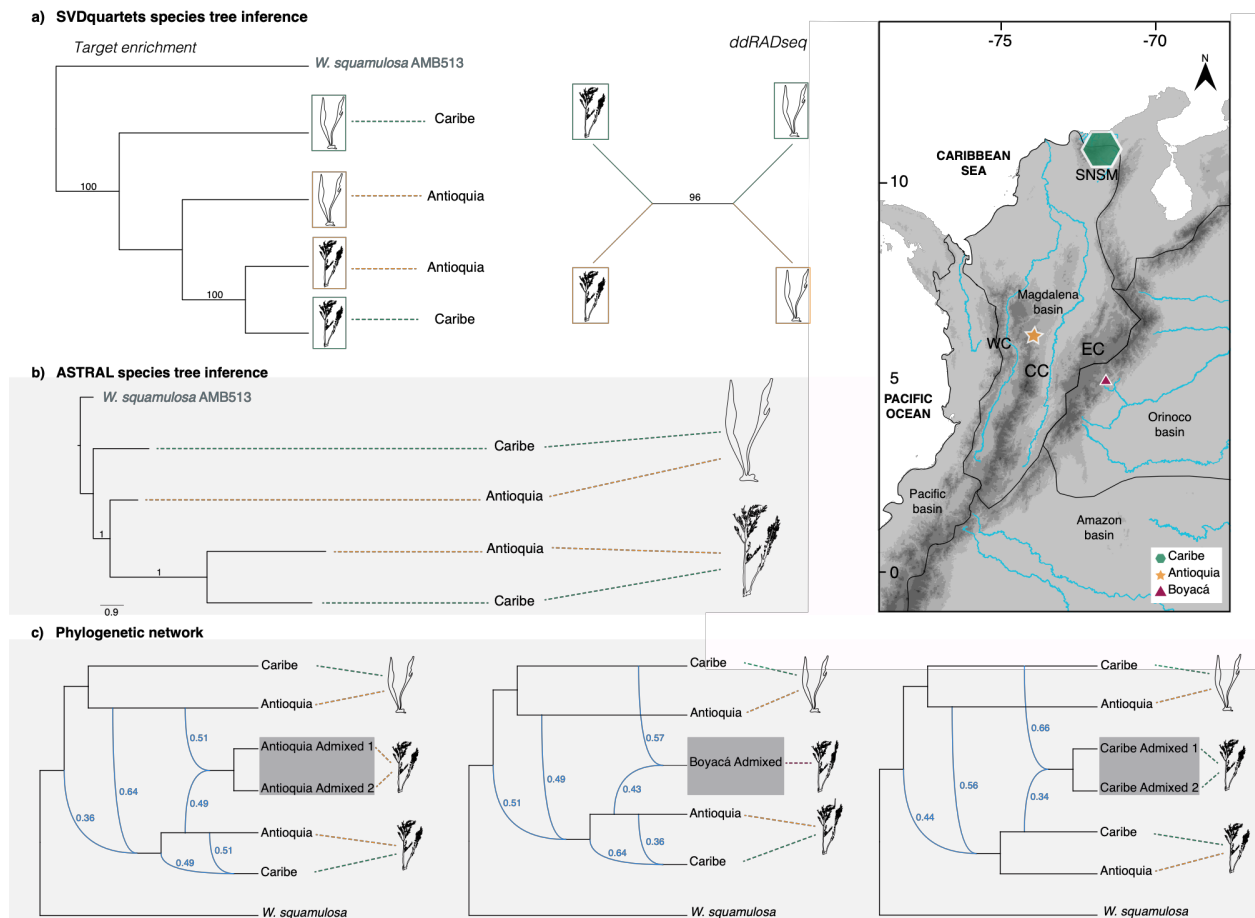 a) SVDquartets species tree inference
Target enrichment
ddRADseq
W. squamulosa AMB513
Caribe
Antioquia
Antioquia
Caribe
100
100
96
b) ASTRAL species tree inference
W. squamulosa AMB513
Caribe
Antioquia
Antioquia
Caribe
1
1
0.9
-75
-70
N
10
5
0
CARIBBEAN
SEA
SNSM
Magdalena
basin
WC
CC
EC
PACIFIC
OCEAN
Orinoco
basin
Pacific
basin
Amazon
basin
Caribe
Antioquia
Boyacá
c) Phylogenetic network
Caribe
Antioquia
0.51
Antioquia Admixed 1
Antioquia Admixed 2
0.64
0.36
0.49
Antioquia
0.51
0.49
Caribe
W. squamulosa
Caribe
Antioquia
0.57
0.49
Boyacá Admixed
0.51
0.43
Antioquia
0.36
0.64
Caribe
W. squamulosa
Caribe
Antioquia
0.66
Caribe Admixed 1
Caribe Admixed 2
0.56
0.44
0.34
Caribe
Antioquia
W. squamulosa